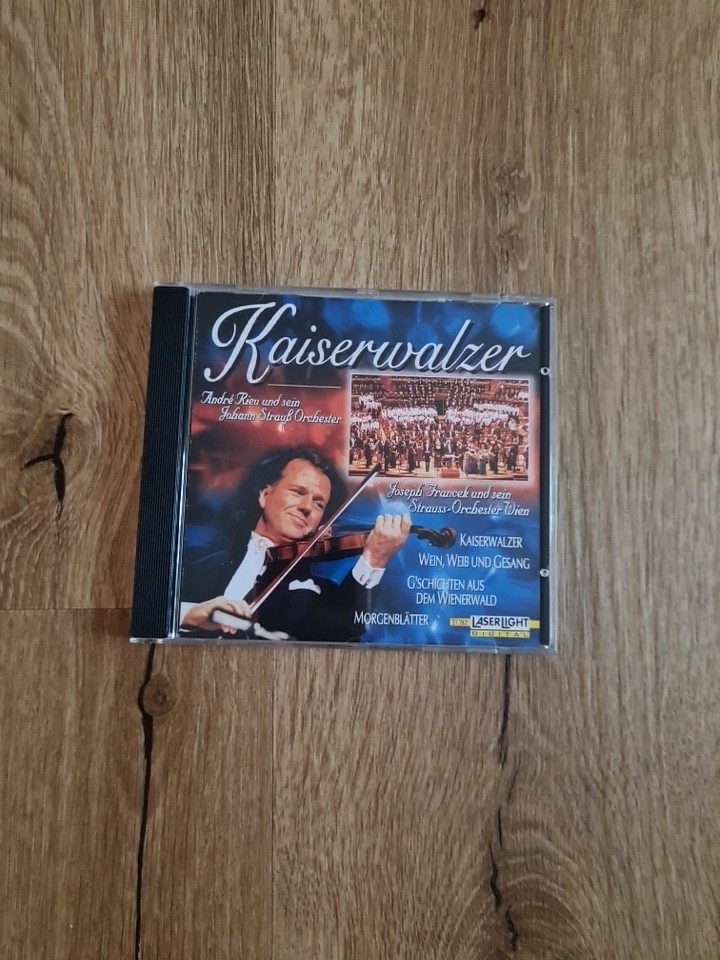 Kaiserwalzer
André Rieu und sein
Johann Strauß Orchester
Joseph Francek und sein
Strauss-Orchester Wien
KAISERWALZER
WEIN, WEIB UND GESANG
G'SCHICHTEN AUS
DEM WIENERWALD
MORGENBLÄTTER
LASERLIGHT
DIGITAL